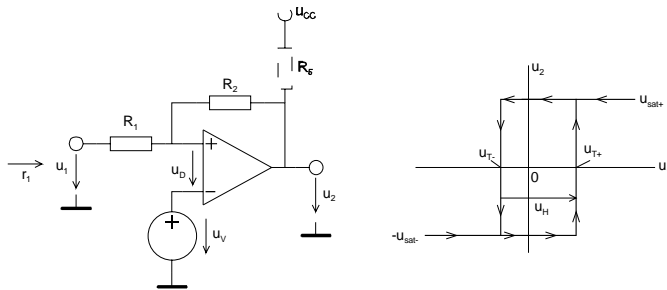 u_CC
R_5
R_2
R_1
+
u_1
r_1
u_D
−
+
u_V
u_2
u_2
u_sat+
u_T-
u_T+
u
0
u_H
-u_sat-